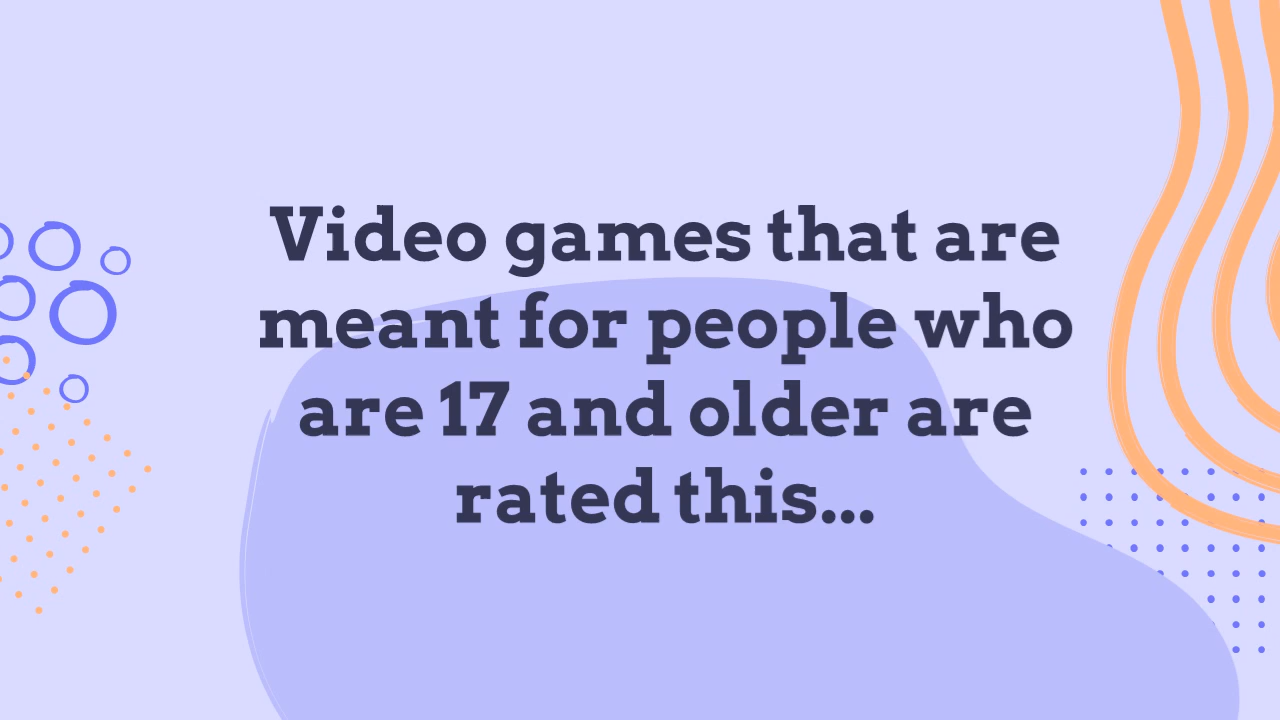 Video games that are
meant for people who
are 17 and older are
rated this...